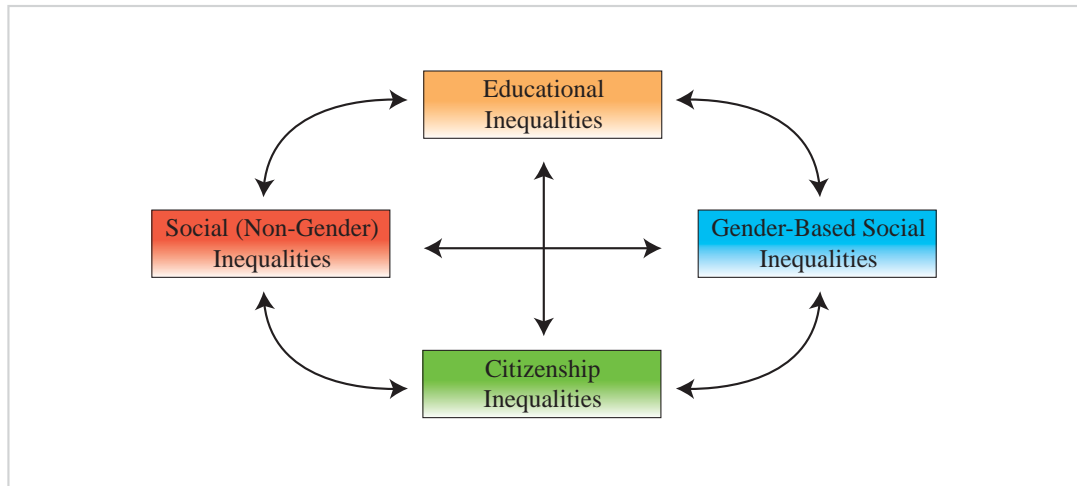 Educational
Inequalities
Social (Non-Gender)
Inequalities
Gender-Based Social
Inequalities
Citizenship
Inequalities